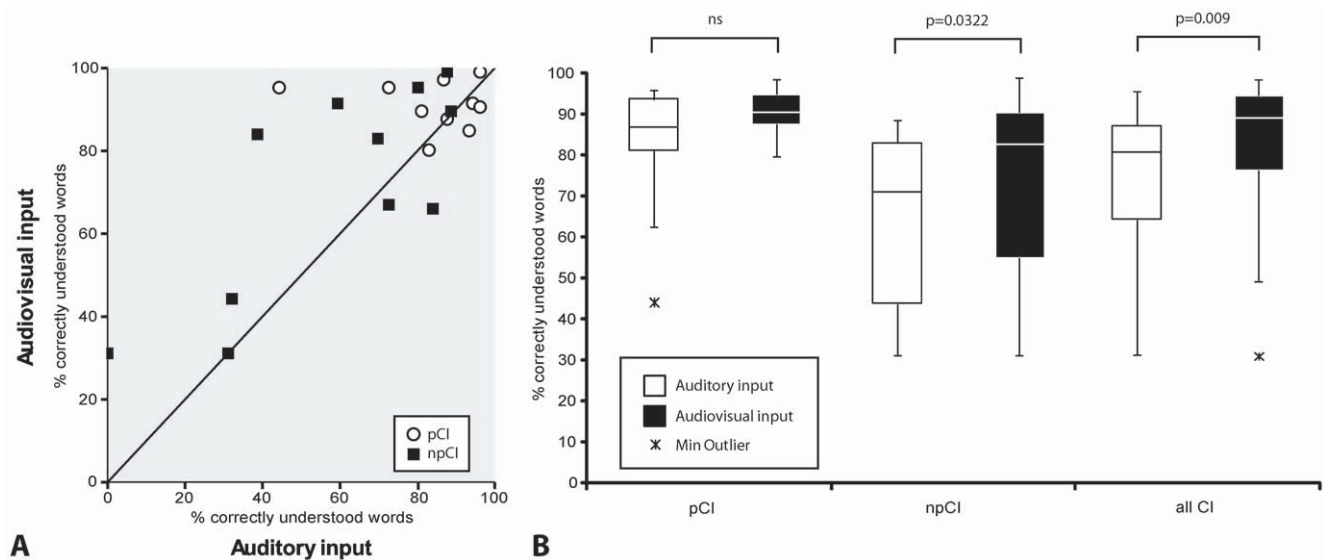 Audiovisual input
% correctly understood words
100
80
60
40
20
0
pCI
npCI
0 20 40 60 80 100
% correctly understood words
Auditory input
A
ns
p=0.0322
p=0.009
% correctly understood words
100
90
80
70
60
50
40
30
20
10
0
Auditory input
Audiovisual input
Min Outlier
pCI npCI all CI
B